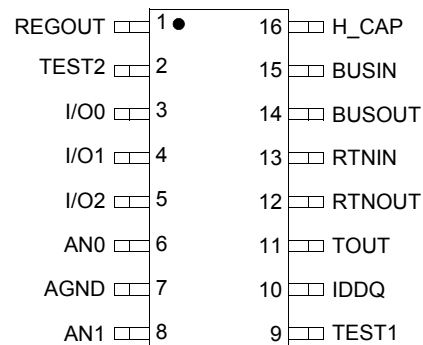 REGOUT 1 16 H_CAP
TEST2 2 15 BUSIN
I/O0 3 14 BUSOUT
I/O1 4 13 RTNIN
I/O2 5 12 RTNOUT
AN0 6 11 TOUT
AGND 7 10 IDDQ
AN1 8 9 TEST1